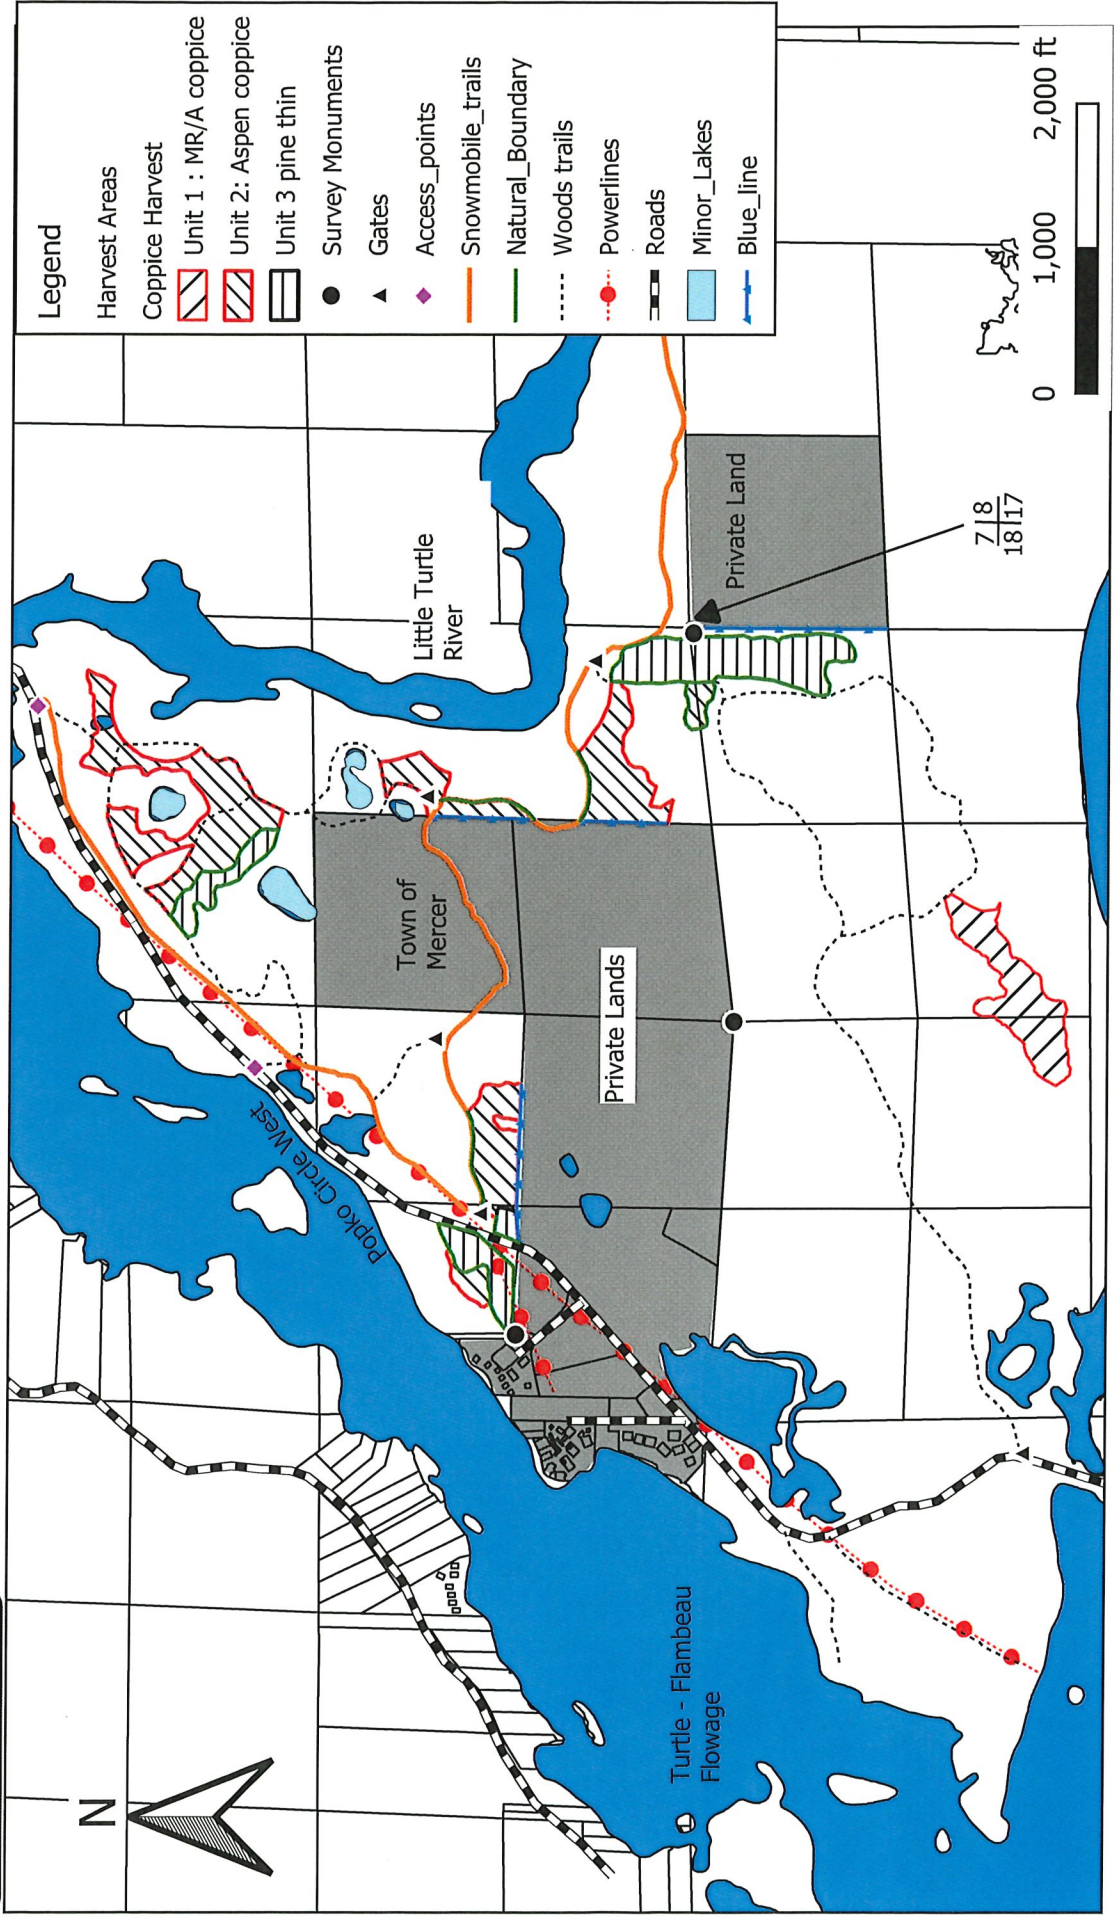 Legend
Harvest Areas
Coppice Harvest
Unit 1 : MR/A coppice
Unit 2: Aspen coppice
Unit 3 pine thin
Survey Monuments
Gates
Access_points
Snowmobile_trails
Natural_Boundary
Woods trails
Powerlines
Roads
Minor_Lakes
Blue_line
N
Popko Circle West
Little Turtle
River
Town of
Mercer
Private Lands
Private Land
Turtle - Flambeau
Flowage
7|8
18|17
0 1,000 2,000 ft